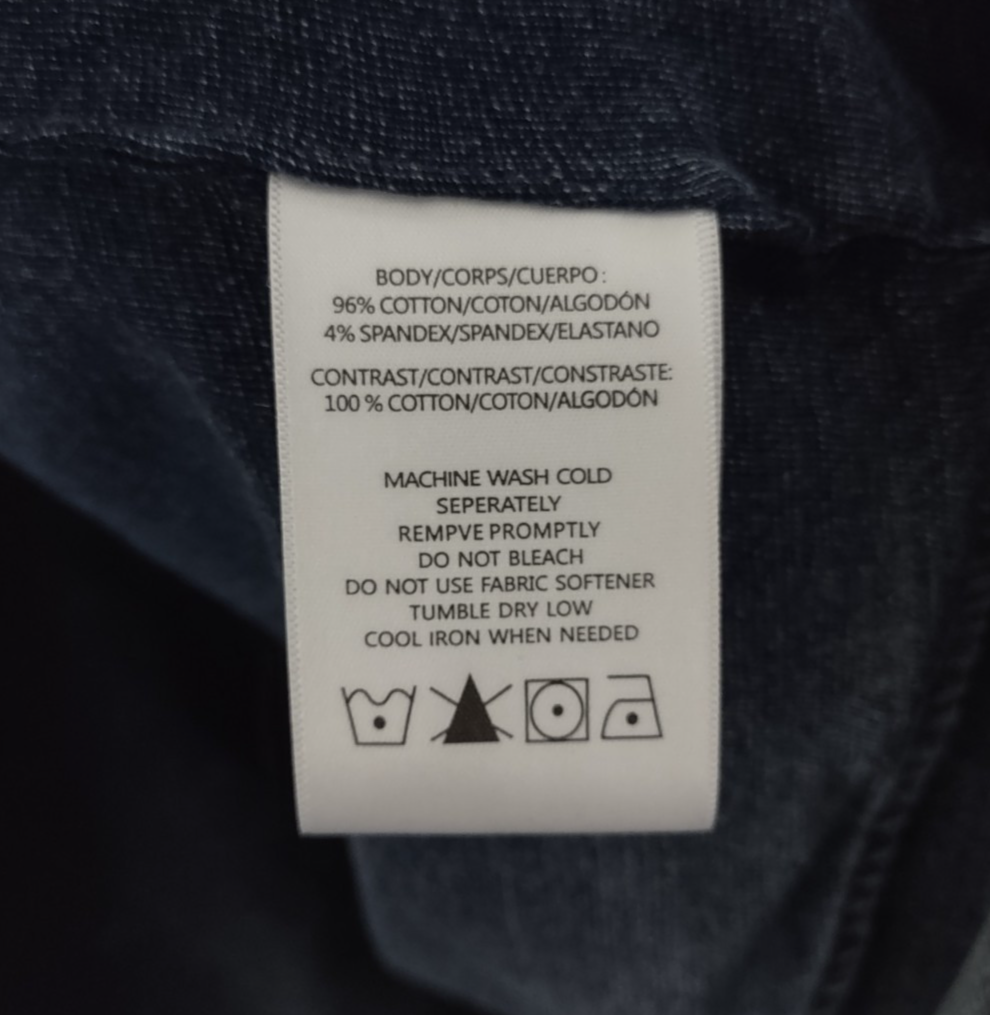 BODY/CORPS/CUERPO :
96% COTTON/COTON/ALGODÓN
4% SPANDEX/SPANDEX/ELASTANO
CONTRAST/CONTRAST/CONSTRASTE:
100 % COTTON/COTON/ALGODÓN
MACHINE WASH COLD
SEPERATELY
REMPVE PROMPTLY
DO NOT BLEACH
DO NOT USE FABRIC SOFTENER
TUMBLE DRY LOW
COOL IRON WHEN NEEDED